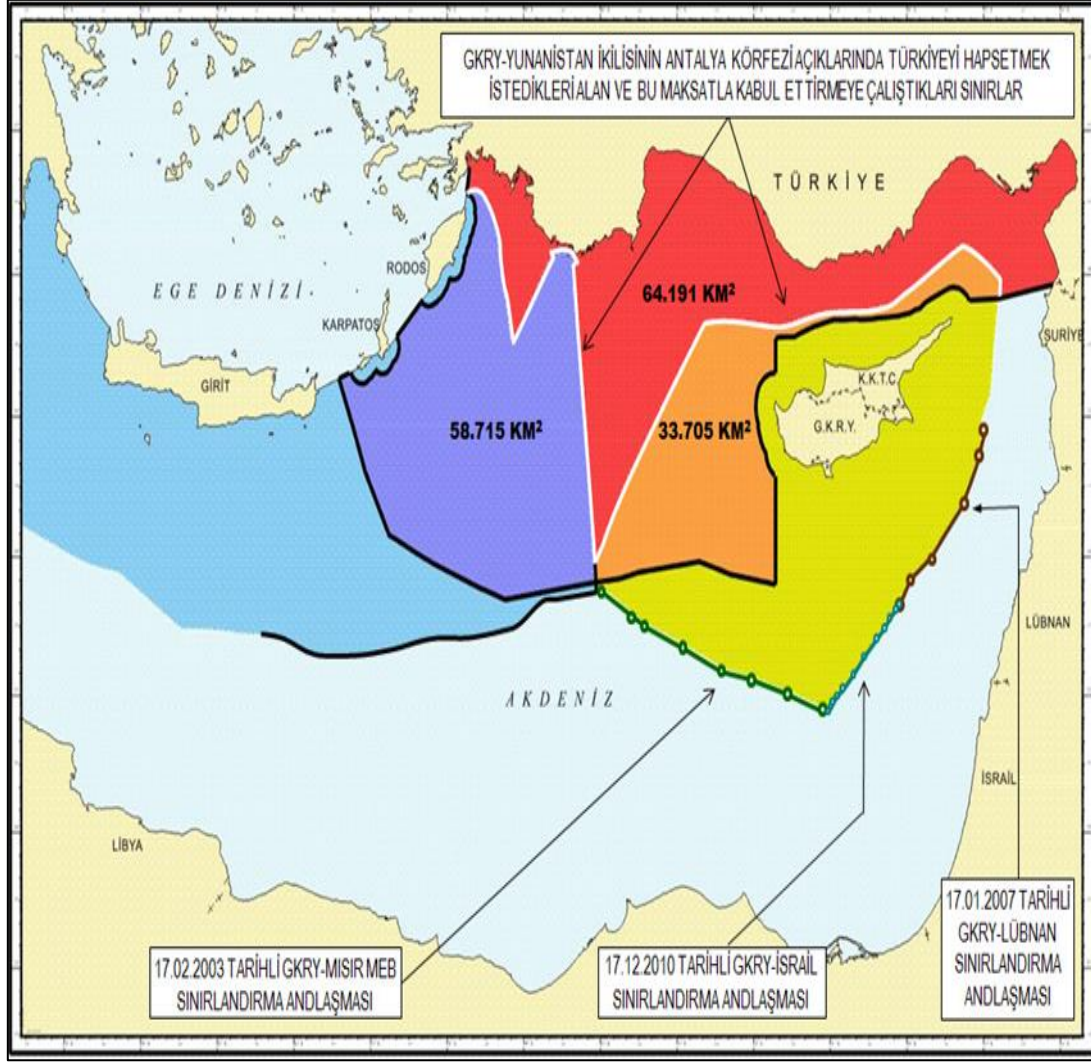 GKRY-YUNANİSTAN İKİLİSİNİN ANTALYA KÖRFEZİ AÇIKLARINDA TÜRKİYEYİ HAPSETMEK
İSTEDİKLERİ ALAN VE BU MAKSATLA KABUL ETTİRMEYE ÇALIŞTIKLARI SINIRLAR
TÜRKİYE
RODOS
EGE DENİZİ
64.191 KM²
KARPATOS
SURİYE
GİRİT
K.K.T.C.
58.715 KM²
33.705 KM²
G.K.R.Y.
LÜBNAN
AKDENİZ
İSRAİL
LİBYA
17.02.2003 TARİHLİ GKRY-MISIR MEB
SINIRLANDIRMA ANDLAŞMASI
17.12.2010 TARİHLİ GKRY-İSRAİL
SINIRLANDIRMA ANDLAŞMASI
17.01.2007 TARİHLİ
GKRY-LÜBNAN
SINIRLANDIRMA
ANDLAŞMASI